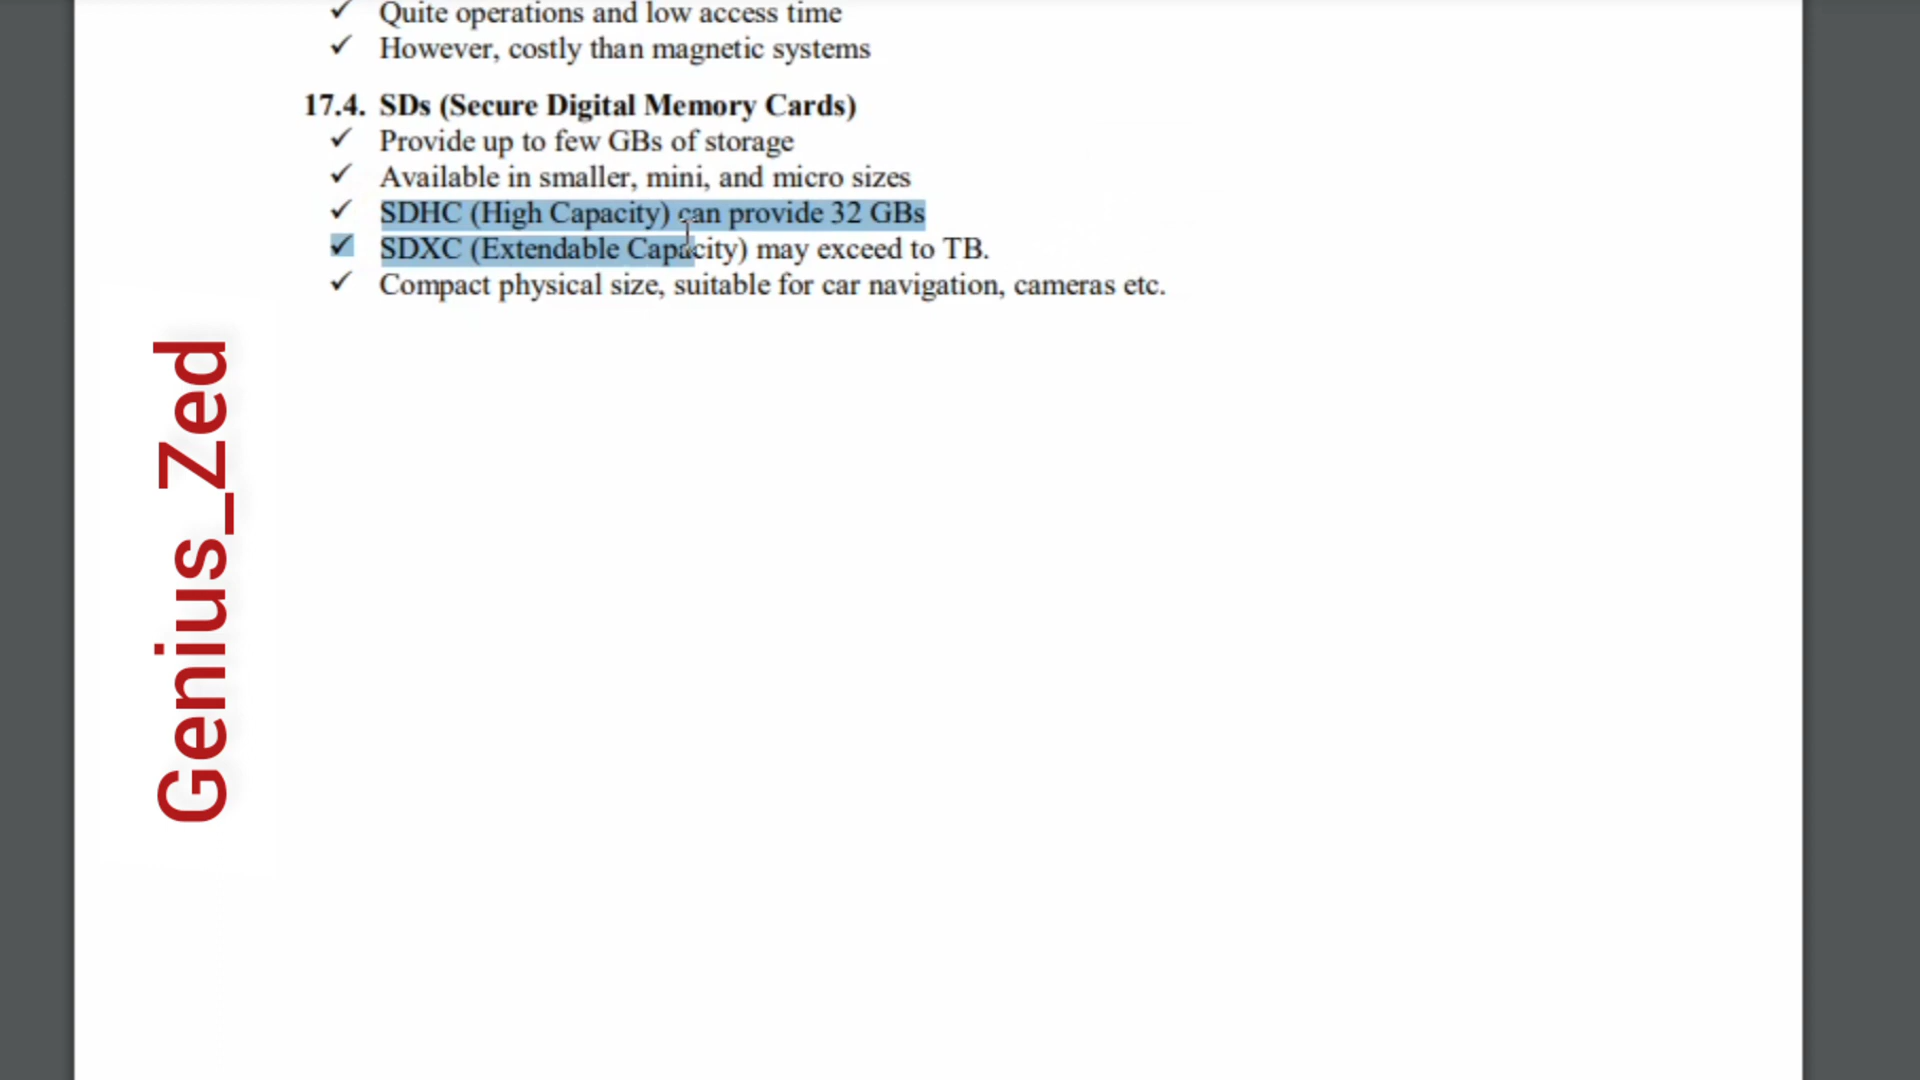 ✓ Quite operations and low access time
✓ However, costly than magnetic systems
17.4. SDs (Secure Digital Memory Cards)
✓ Provide up to few GBs of storage
✓ Available in smaller, mini, and micro sizes
✓ SDHC (High Capacity) can provide 32 GBs
✓ SDXC (Extendable Capacity) may exceed to TB.
✓ Compact physical size, suitable for car navigation, cameras etc.
Genius_Zed